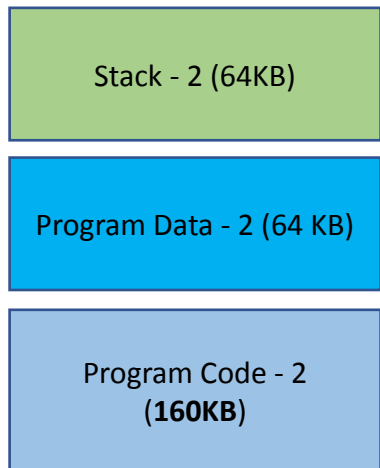 Stack - 2 (64KB)
Program Data - 2 (64 KB)
Program Code - 2
(160KB)